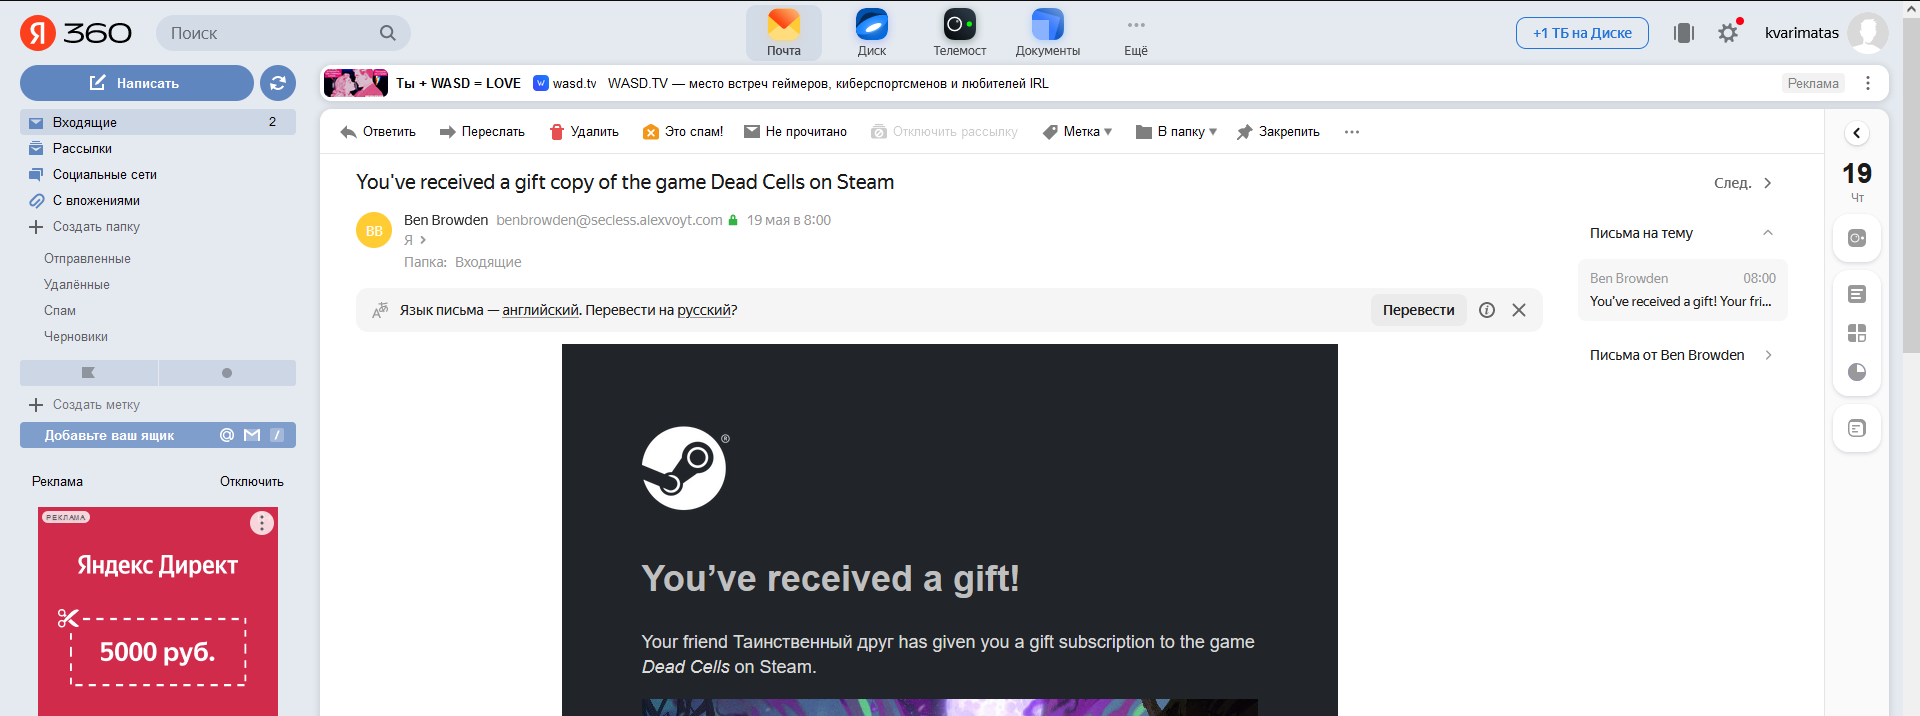 Я 360
Поиск
Почта
Диск
Телемост
Документы
Ещё
+1 ТБ на Диске
kvarimatas
Написать
Ты + WASD = LOVE wasd.tv WASD.TV — место встреч геймеров, киберспортсменов и любителей IRL
Реклама
Входящие 2
Рассылки
Социальные сети
С вложениями
Создать папку
Отправленные
Удалённые
Спам
Черновики
Создать метку
Добавьте ваш ящик
Реклама Отключить
РЕКЛАМА
Яндекс Директ
5000 руб.
Ответить Переслать Удалить Это спам! Не прочитано Отключить рассылку Метка В папку Закрепить
You've received a gift copy of the game Dead Cells on Steam
След.
BB
Ben Browden benbrowden@secless.alexvoyt.com 19 мая в 8:00
Я
Папка: Входящие
Язык письма — английский. Перевести на русский?
Перевести
You've received a gift!
Your friend Таинственный друг has given you a gift subscription to the game
Dead Cells on Steam.
Письма на тему
Ben Browden 08:00
You've received a gift! Your fri...
Письма от Ben Browden
19
Чт